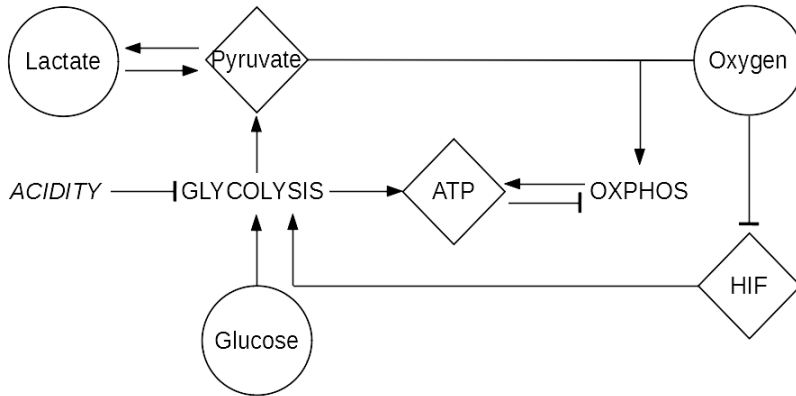 Lactate
Pyruvate
Oxygen
ACIDITY
GLYCOLYSIS
ATP
OXPHOS
HIF
Glucose